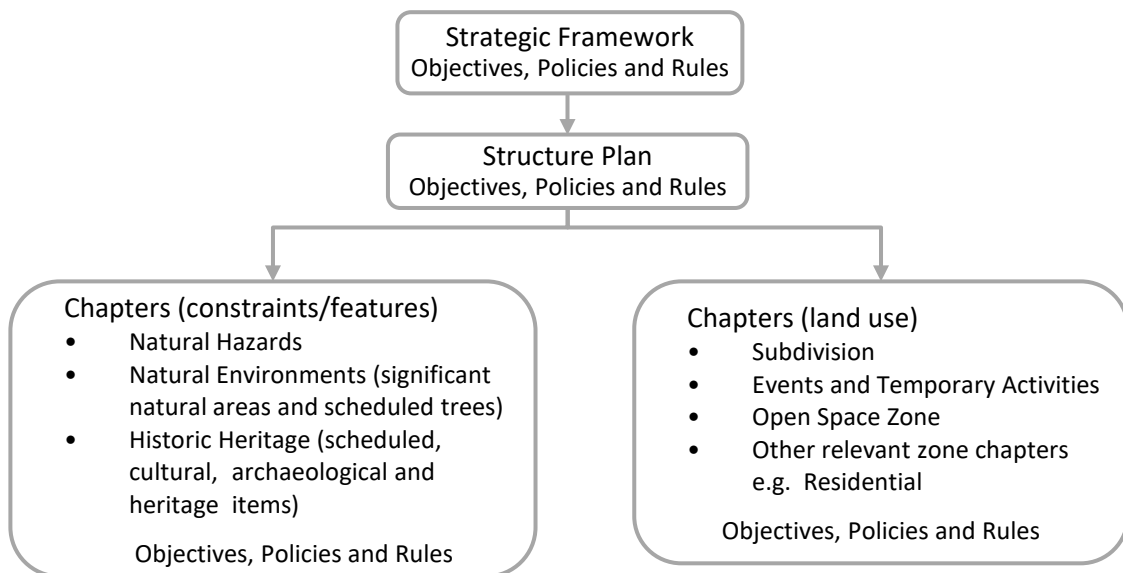 Strategic Framework
Objectives, Policies and Rules
Structure Plan
Objectives, Policies and Rules
Chapters (constraints/features)
• Natural Hazards
• Natural Environments (significant
natural areas and scheduled trees)
• Historic Heritage (scheduled,
cultural, archaeological and
heritage items)
Objectives, Policies and Rules
Chapters (land use)
• Subdivision
• Events and Temporary Activities
• Open Space Zone
• Other relevant zone chapters
e.g. Residential
Objectives, Policies and Rules